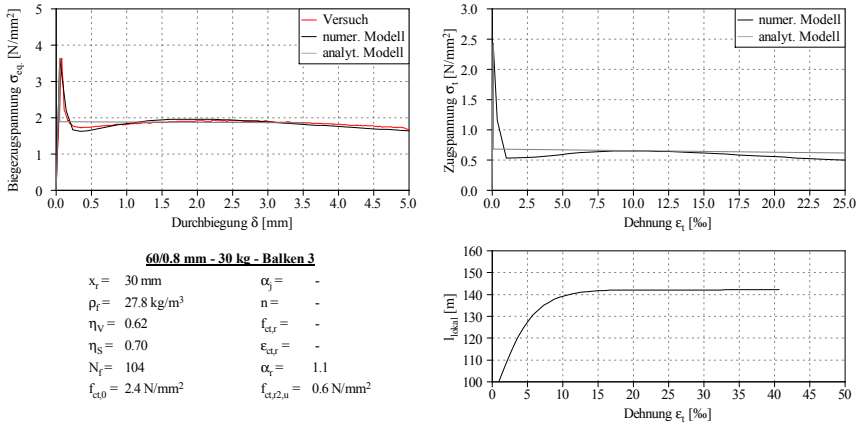 Biegezugspannung σeq. [N/mm²]
5
4
3
2
1
0
Versuch
numer. Modell
analyt. Modell
0.0 0.5 1.0 1.5 2.0 2.5 3.0 3.5 4.0 4.5 5.0
Durchbiegung δ [mm]
Zugspannung σt [N/mm²]
3.0
2.5
2.0
1.5
1.0
0.5
0.0
numer. Modell
analyt. Modell
0.0 2.5 5.0 7.5 10.0 12.5 15.0 17.5 20.0 22.5 25.0
Dehnung εt [‰]
60/0.8 mm - 30 kg - Balken 3
xr = 30 mm αj = -
ρf = 27.8 kg/m³ n = -
ηV = 0.62 fct,r = -
ηS = 0.70 εct,r = -
Nf = 104 αr = 1.1
fct,0 = 2.4 N/mm² fct,r2,u = 0.6 N/mm²
llokal [m]
160
150
140
130
120
110
100
0 5 10 15 20 25 30 35 40 45 50
Dehnung εt [‰]